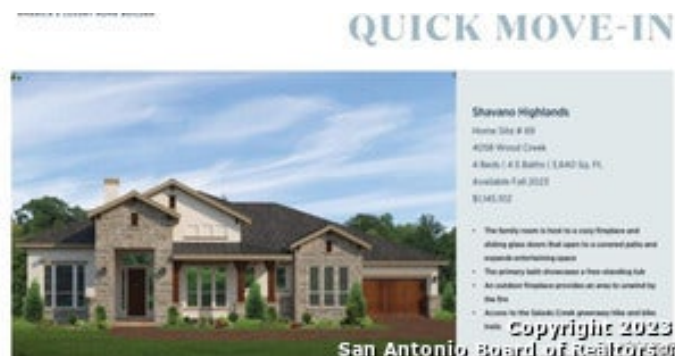 QUICK MOVE-IN
Shavano Highlands
Home Site # 69
4058 Wood Creek
4 Beds | 4.5 Baths | 3,640 Sq. Ft.
Available Fall 2023
• The family room is host to a cozy fireplace and
sliding glass doors that open to a covered patio and
expands entertaining space
• The primary bath showcases a free-standing tub
• An outdoor fireplace provides an area to unwind by
the fire
• Access to the Salado Creek greenway hike and bike
trails
Copyright 2023
San Antonio Board of Realtors